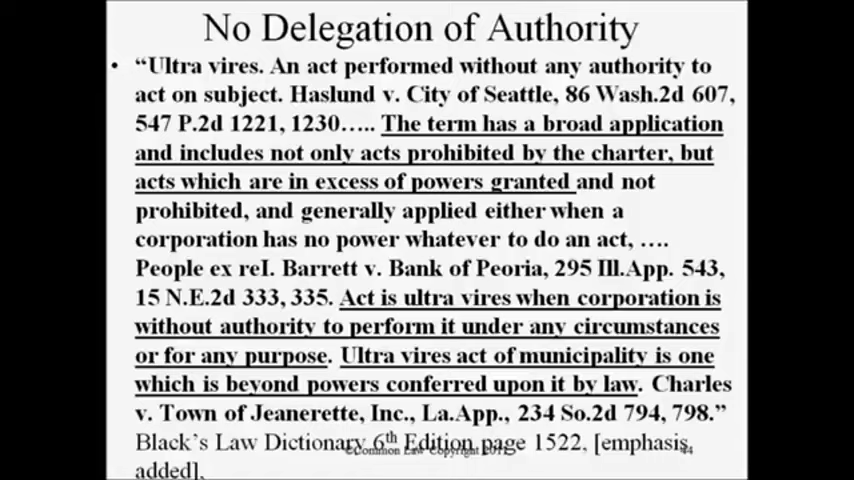 No Delegation of Authority
• “Ultra vires. An act performed without any authority to
act on subject. Haslund v. City of Seattle, 86 Wash.2d 607,
547 P.2d 1221, 1230….. The term has a broad application
and includes not only acts prohibited by the charter, but
acts which are in excess of powers granted and not
prohibited, and generally applied either when a
corporation has no power whatever to do an act, ….
People ex reI. Barrett v. Bank of Peoria, 295 Ill.App. 543,
15 N.E.2d 333, 335. Act is ultra vires when corporation is
without authority to perform it under any circumstances
or for any purpose. Ultra vires act of municipality is one
which is beyond powers conferred upon it by law. Charles
v. Town of Jeanerette, Inc., La.App., 234 So.2d 794, 798.”
Black’s Law Dictionary 6th Edition page 1522, [emphasis
©Common Law Copyright
added],